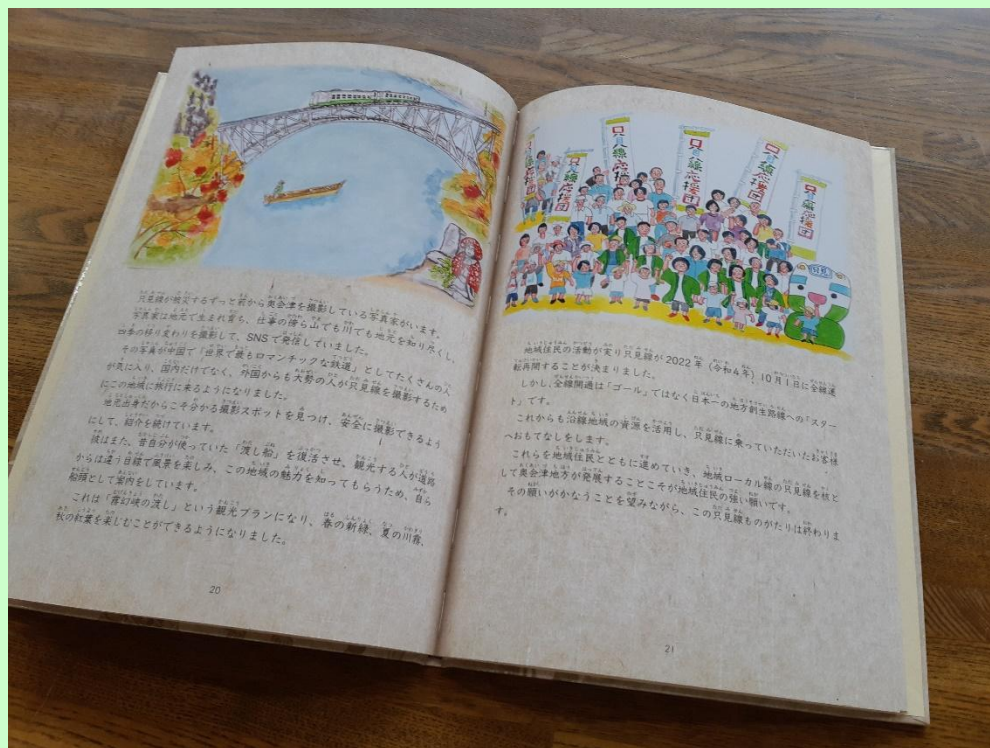 只見線が被災するずっと前から奥会津を撮影している写真家がいます。
写真家は地元で生まれ育ち、仕事の傍ら山でも川でも地元を知り尽くし、
四季の移り変わりを撮影して、SNSで発信していました。
その写真が中国で「世界で最もロマンチックな鉄道」としてたくさんの人
が気に入り、国内だけでなく、外国からも大勢の人が只見線を撮影するため
にこの地域に旅行に来るようになりました。
地元出身だからこそ分かる撮影スポットを見つけ、安全に撮影できるよう
にして、紹介を続けています。
彼はまた、昔自分が使っていた「渡し船」を復活させ、観光する人が道路
からは違う目線で風景を楽しみ、この地域の魅力を知ってもらうため、自ら
船頭として案内をしています。
これは「霧幻峡の渡し」という観光プランになり、春の新緑、夏の川霧、
秋の紅葉を楽しむことができるようになりました。
20
只見線応援団
只見線応援団
只見線応援団
只見線応援団
只見線応援団
只見
地域住民の活動が実り只見線が2022年（令和4年）10月1日に全線運
転再開することが決まりました。
しかし、全線開通は「ゴール」ではなく日本一の地方創生路線への「スター
ト」です。
これからも沿線地域の資源を活用し、只見線に乗っていただいたお客様
へおもてなしをします。
これらを地域住民とともに進めていき、地域ローカル線の只見線を核と
して奥会津地方が発展することこそが地域住民の強い願いです。
その願いがかなうことを望みながら、この只見線ものがたりは終わりま
す。
21